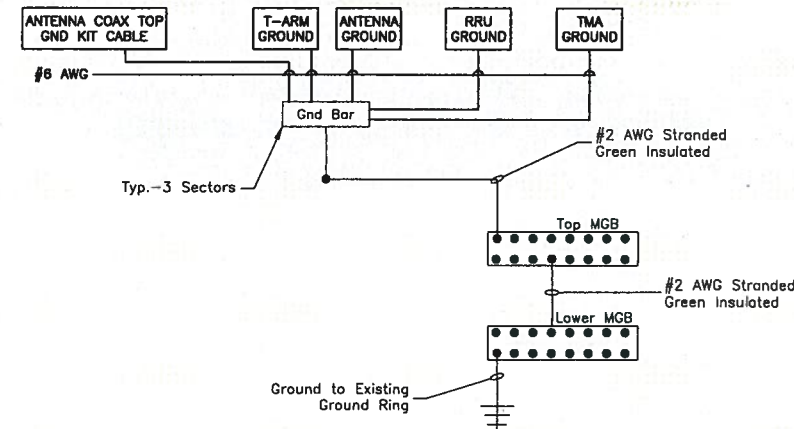 ANTENNA COAX TOP
GND KIT CABLE
T-ARM
GROUND
ANTENNA
GROUND
RRU
GROUND
TMA
GROUND
#6 AWG
Gnd Bar
#2 AWG Stranded
Green Insulated
Typ.-3 Sectors
Top MGB
#2 AWG Stranded
Green Insulated
Lower MGB
Ground to Existing
Ground Ring